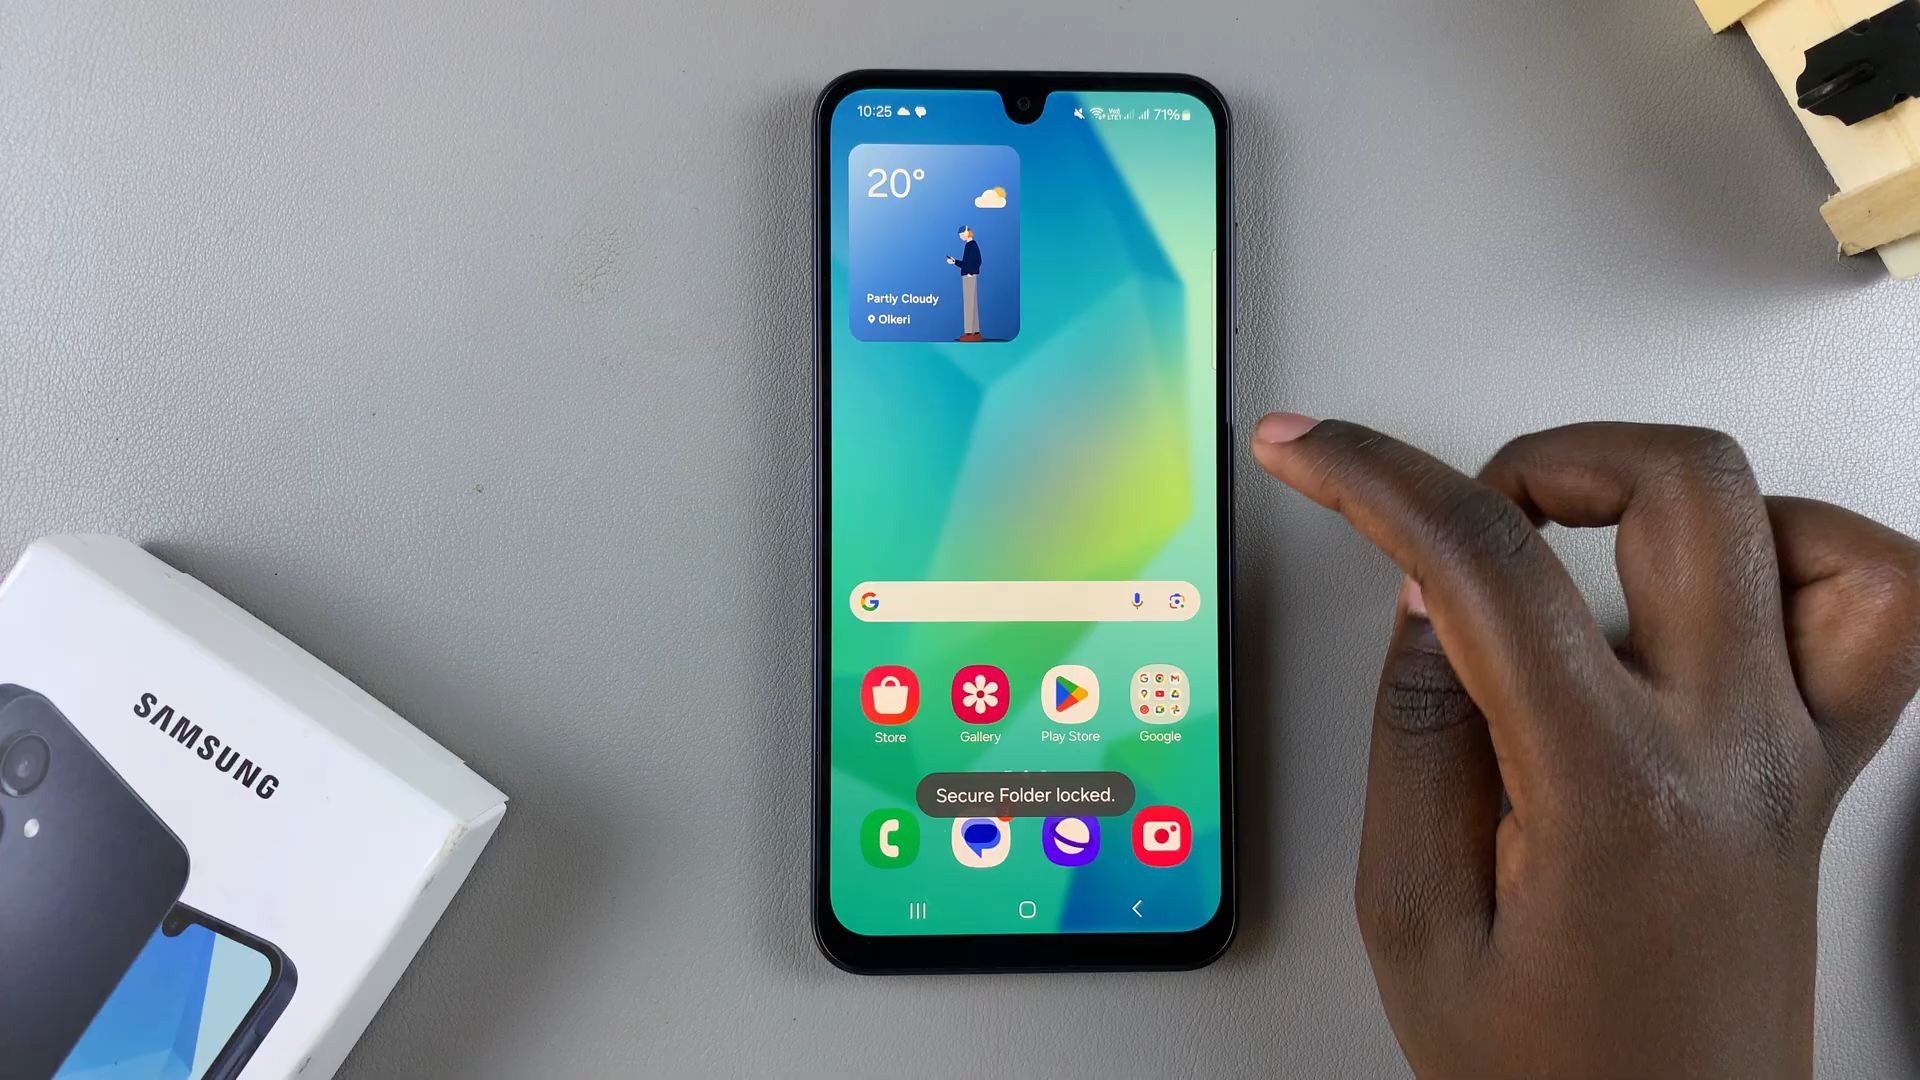 10:25
71%
20°
Partly Cloudy
Olkeri
Store
Gallery
Play Store
Google
Secure Folder locked.
SAMSUNG